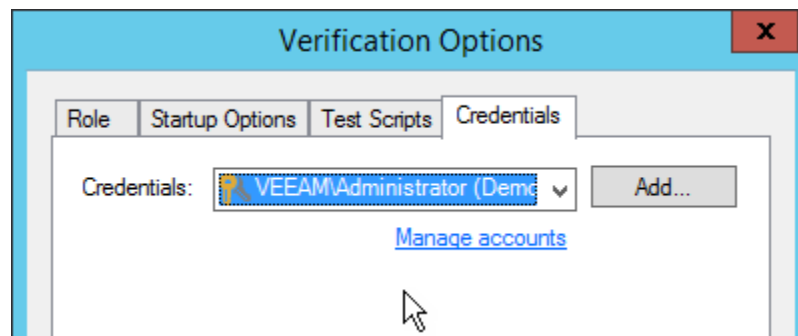 Verification Options
x
Role Startup Options Test Scripts Credentials
Credentials: VEEAM\Administrator (Demo Add...
Manage accounts